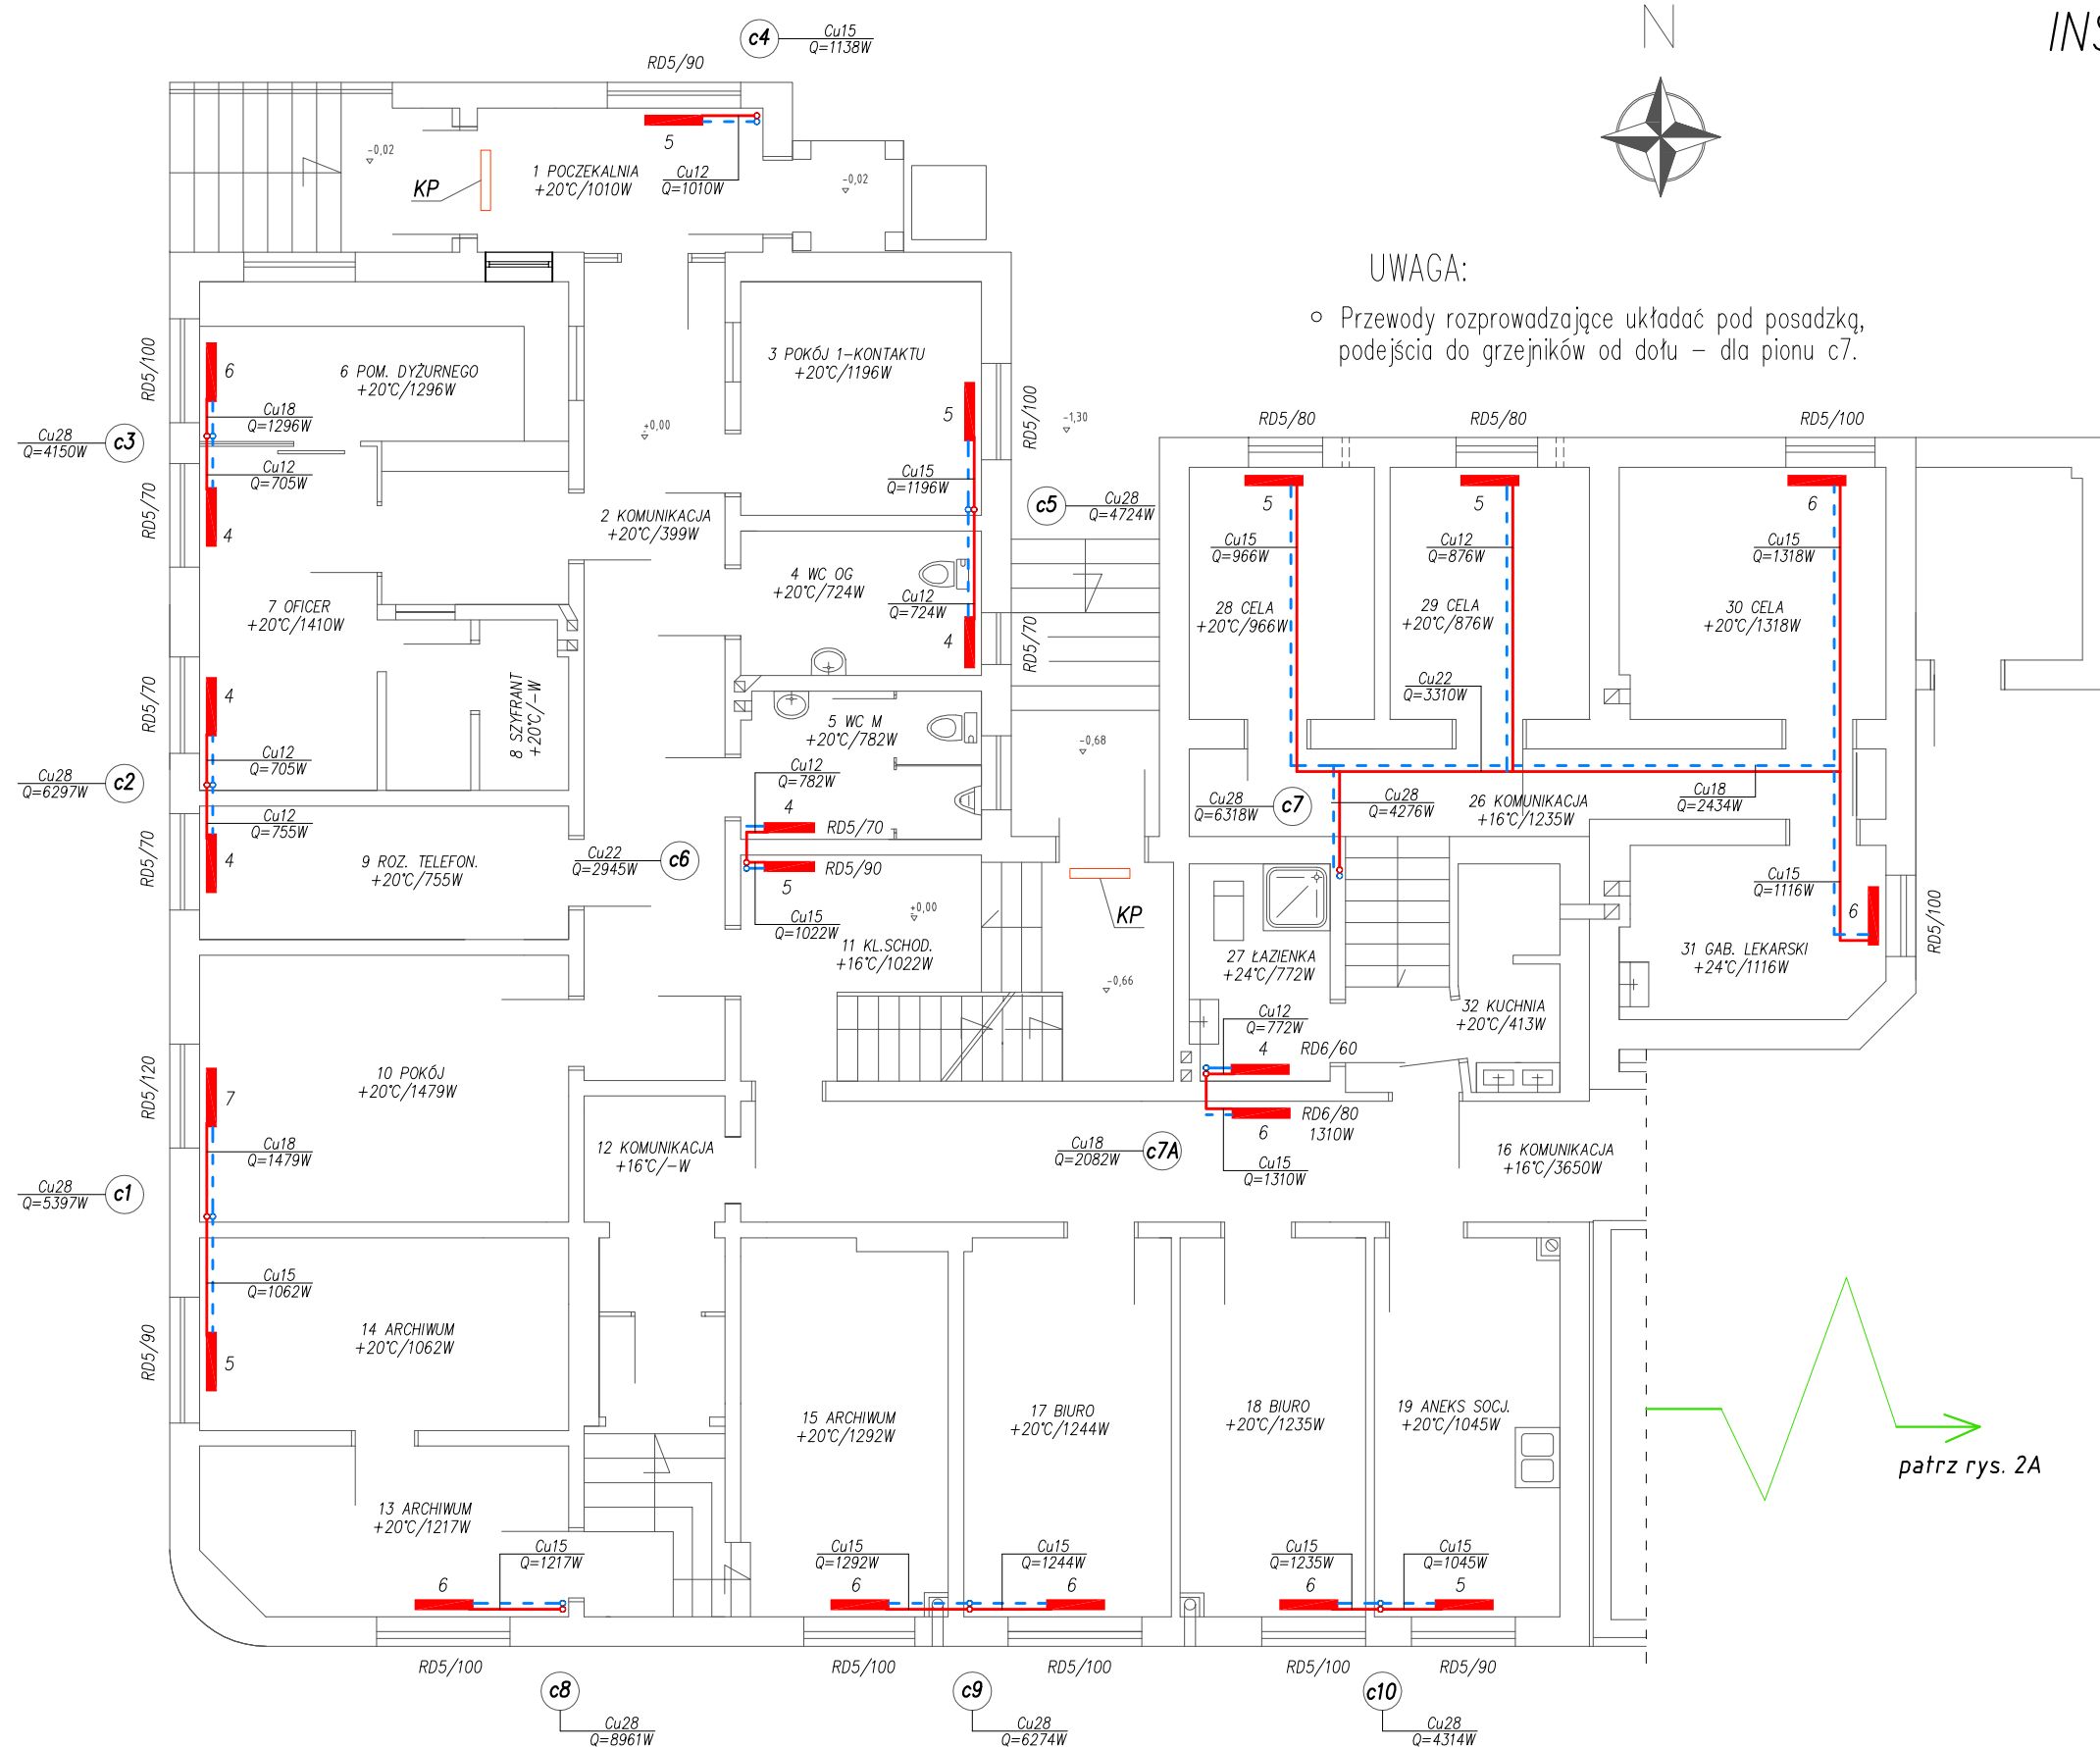 INS
N
c4
Cu15
Q=1138W
RD5/90
5
Cu12
Q=1010W
1 POCZEKALNIA
+20°C/1010W
KP
-0,02
-0,02
UWAGA:
Przewody rozprowadzające układać pod posadzką,
podejścia do grzejników od dołu – dla pionu c7.
RD5/100
6
6 POM. DYŻURNEGO
+20°C/1296W
Cu18
Q=1296W
c3
Cu28
Q=4150W
Cu12
Q=705W
RD5/70
4
±0,00
2 KOMUNIKACJA
+20°C/399W
3 POKÓJ 1-KONTAKTU
+20°C/1196W
5
RD5/100
-1,30
Cu15
Q=1196W
c5
Cu28
Q=4724W
4 WC OG
+20°C/724W
Cu12
Q=724W
4
RD5/70
RD5/80
RD5/80
RD5/100
5
5
6
Cu15
Q=966W
Cu12
Q=876W
Cu15
Q=1318W
28 CELA
+20°C/966W
29 CELA
+20°C/876W
30 CELA
+20°C/1318W
Cu22
Q=3310W
7 OFICER
+20°C/1410W
8 SZYFRANT
+20°C/-W
RD5/70
4
Cu12
Q=705W
c2
Cu28
Q=6297W
Cu12
Q=755W
RD5/70
4
9 ROZ. TELEFON.
+20°C/755W
5 WC M
+20°C/782W
Cu12
Q=782W
4
RD5/70
-0,68
c6
Cu22
Q=2945W
RD5/90
5
Cu15
Q=1022W
±0,00
11 KL.SCHOD.
+16°C/1022W
KP
-0,66
c7
Cu28
Q=6318W
Cu28
Q=4276W
26 KOMUNIKACJA
+16°C/1235W
Cu18
Q=2434W
Cu15
Q=1116W
6
RD5/100
31 GAB. LEKARSKI
+24°C/1116W
27 ŁAZIENKA
+24°C/772W
Cu12
Q=772W
4
RD6/60
32 KUCHNIA
+20°C/413W
RD6/80
1310W
6
Cu15
Q=1310W
c7A
Cu18
Q=2082W
16 KOMUNIKACJA
+16°C/3650W
10 POKÓJ
+20°C/1479W
RD5/120
7
Cu18
Q=1479W
c1
Cu28
Q=5397W
12 KOMUNIKACJA
+16°C/-W
Cu15
Q=1062W
RD5/90
5
14 ARCHIWUM
+20°C/1062W
13 ARCHIWUM
+20°C/1217W
Cu15
Q=1217W
6
15 ARCHIWUM
+20°C/1292W
17 BIURO
+20°C/1244W
18 BIURO
+20°C/1235W
19 ANEKS SOCJ.
+20°C/1045W
Cu15
Q=1292W
6
Cu15
Q=1244W
6
Cu15
Q=1235W
6
Cu15
Q=1045W
5
patrz rys. 2A
RD5/100
RD5/100
RD5/100
RD5/100
RD5/90
c8
Cu28
Q=8961W
c9
Cu28
Q=6274W
c10
Cu28
Q=4314W